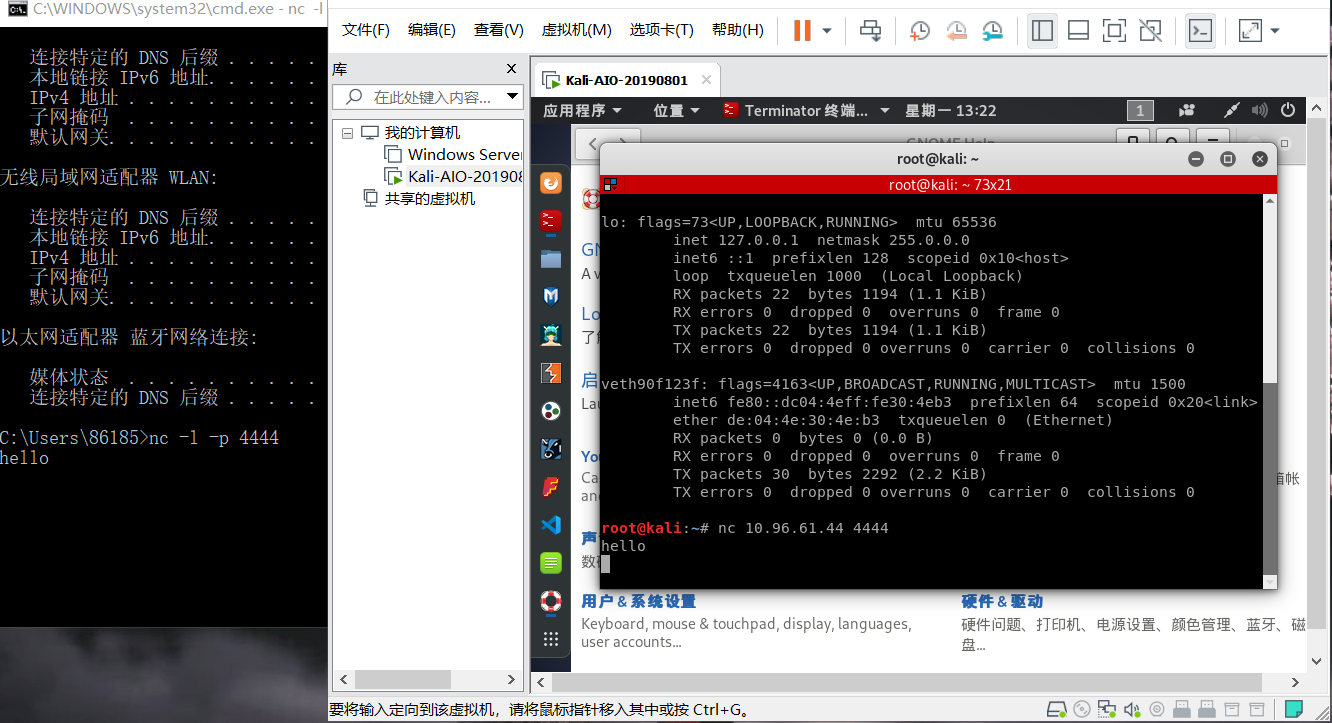 C:\WINDOWS\system32\cmd.exe - nc -l
连接特定的 DNS 后缀 . . . . .
本地链接 IPv6 地址. . . . . .
IPv4 地址 . . . . . . . . . .
子网掩码 . . . . . . . . . .
默认网关. . . . . . . . . . .
无线局域网适配器 WLAN:
连接特定的 DNS 后缀 . . . . .
本地链接 IPv6 地址. . . . . .
IPv4 地址 . . . . . . . . . .
子网掩码 . . . . . . . . . .
默认网关. . . . . . . . . . .
以太网适配器 蓝牙网络连接:
媒体状态 . . . . . . . . . .
连接特定的 DNS 后缀 . . . . .
C:\Users\86185>nc -l -p 4444
hello
文件(F) 编辑(E) 查看(V) 虚拟机(M) 选项卡(T) 帮助(H)
库
在此处键入内容...
我的计算机
Windows Server
Kali-AIO-201908
共享的虚拟机
Kali-AIO-20190801
应用程序 位置 Terminator 终端... 星期一 13:22 1
GNOME Help
root@kali: ~
root@kali: ~ 73x21
lo: flags=73<UP,LOOPBACK,RUNNING>  mtu 65536
inet 127.0.0.1  netmask 255.0.0.0
inet6 ::1  prefixlen 128  scopeid 0x10<host>
loop  txqueuelen 1000  (Local Loopback)
RX packets 22  bytes 1194 (1.1 KiB)
RX errors 0  dropped 0  overruns 0  frame 0
TX packets 22  bytes 1194 (1.1 KiB)
TX errors 0  dropped 0 overruns 0  carrier 0  collisions 0
veth90f123f: flags=4163<UP,BROADCAST,RUNNING,MULTICAST>  mtu 1500
inet6 fe80::dc04:4eff:fe30:4eb3  prefixlen 64  scopeid 0x20<link>
ether de:04:4e:30:4e:b3  txqueuelen 0  (Ethernet)
RX packets 0  bytes 0 (0.0 B)
RX errors 0  dropped 0  overruns 0  frame 0
TX packets 30  bytes 2292 (2.2 KiB)
TX errors 0  dropped 0 overruns 0  carrier 0  collisions 0
root@kali:~# nc 10.96.61.44 4444
hello
用户 & 系统设置
Keyboard, mouse & touchpad, display, languages,
user accounts...
硬件 & 驱动
硬件问题、打印机、电源设置、颜色管理、蓝牙、磁
盘...
要将输入定向到该虚拟机，请将鼠标指针移入其中或按 Ctrl+G。